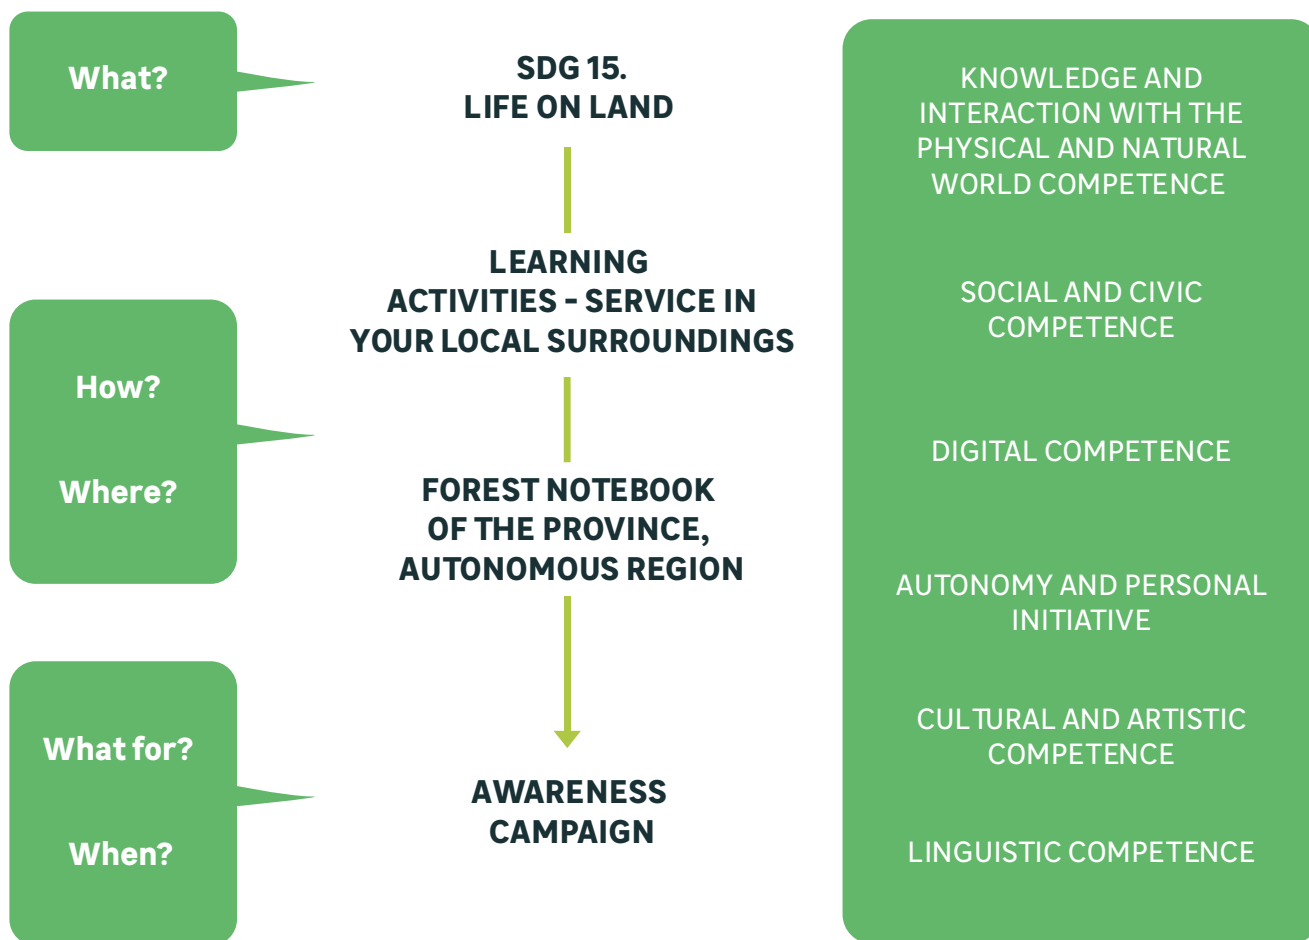 What?
SDG 15.
LIFE ON LAND
LEARNING
ACTIVITIES - SERVICE IN
YOUR LOCAL SURROUNDINGS
How?
Where?
FOREST NOTEBOOK
OF THE PROVINCE,
AUTONOMOUS REGION
What for?
When?
AWARENESS
CAMPAIGN
KNOWLEDGE AND
INTERACTION WITH THE
PHYSICAL AND NATURAL
WORLD COMPETENCE
SOCIAL AND CIVIC
COMPETENCE
DIGITAL COMPETENCE
AUTONOMY AND PERSONAL
INITIATIVE
CULTURAL AND ARTISTIC
COMPETENCE
LINGUISTIC COMPETENCE